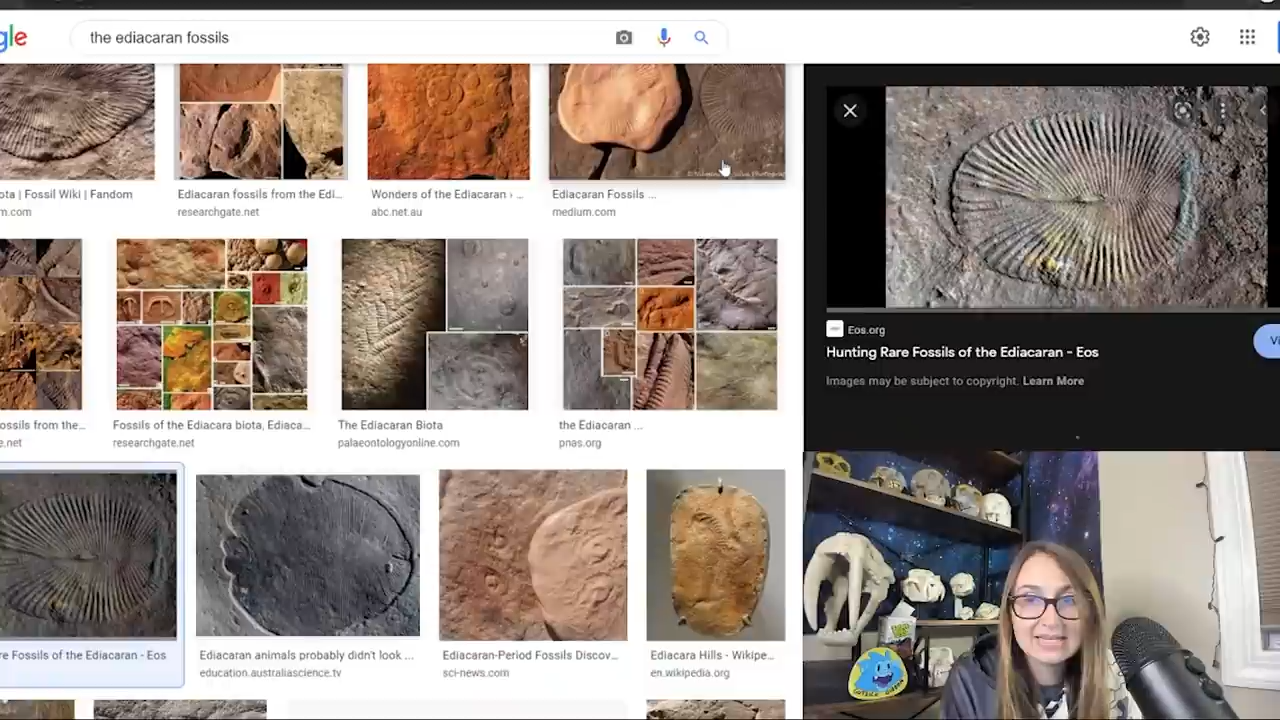 gle
the ediacaran fossils
ota | Fossil Wiki | Fandom
m.com
Ediacaran fossils from the Edi...
researchgate.net
Wonders of the Ediacaran › ...
abc.net.au
Ediacaran Fossils ...
medium.com
ossils from the...
e.net
Fossils of the Ediacara biota, Ediaca...
researchgate.net
The Ediacaran Biota
palaeontologyonline.com
the Ediacaran ...
pnas.org
re Fossils of the Ediacaran - Eos
Ediacaran animals probably didn't look ...
education.australiascience.tv
Ediacaran-Period Fossils Discov...
sci-news.com
Ediacara Hills - Wikipe...
en.wikipedia.org
Eos.org
Vi
Hunting Rare Fossils of the Ediacaran - Eos
Images may be subject to copyright. Learn More